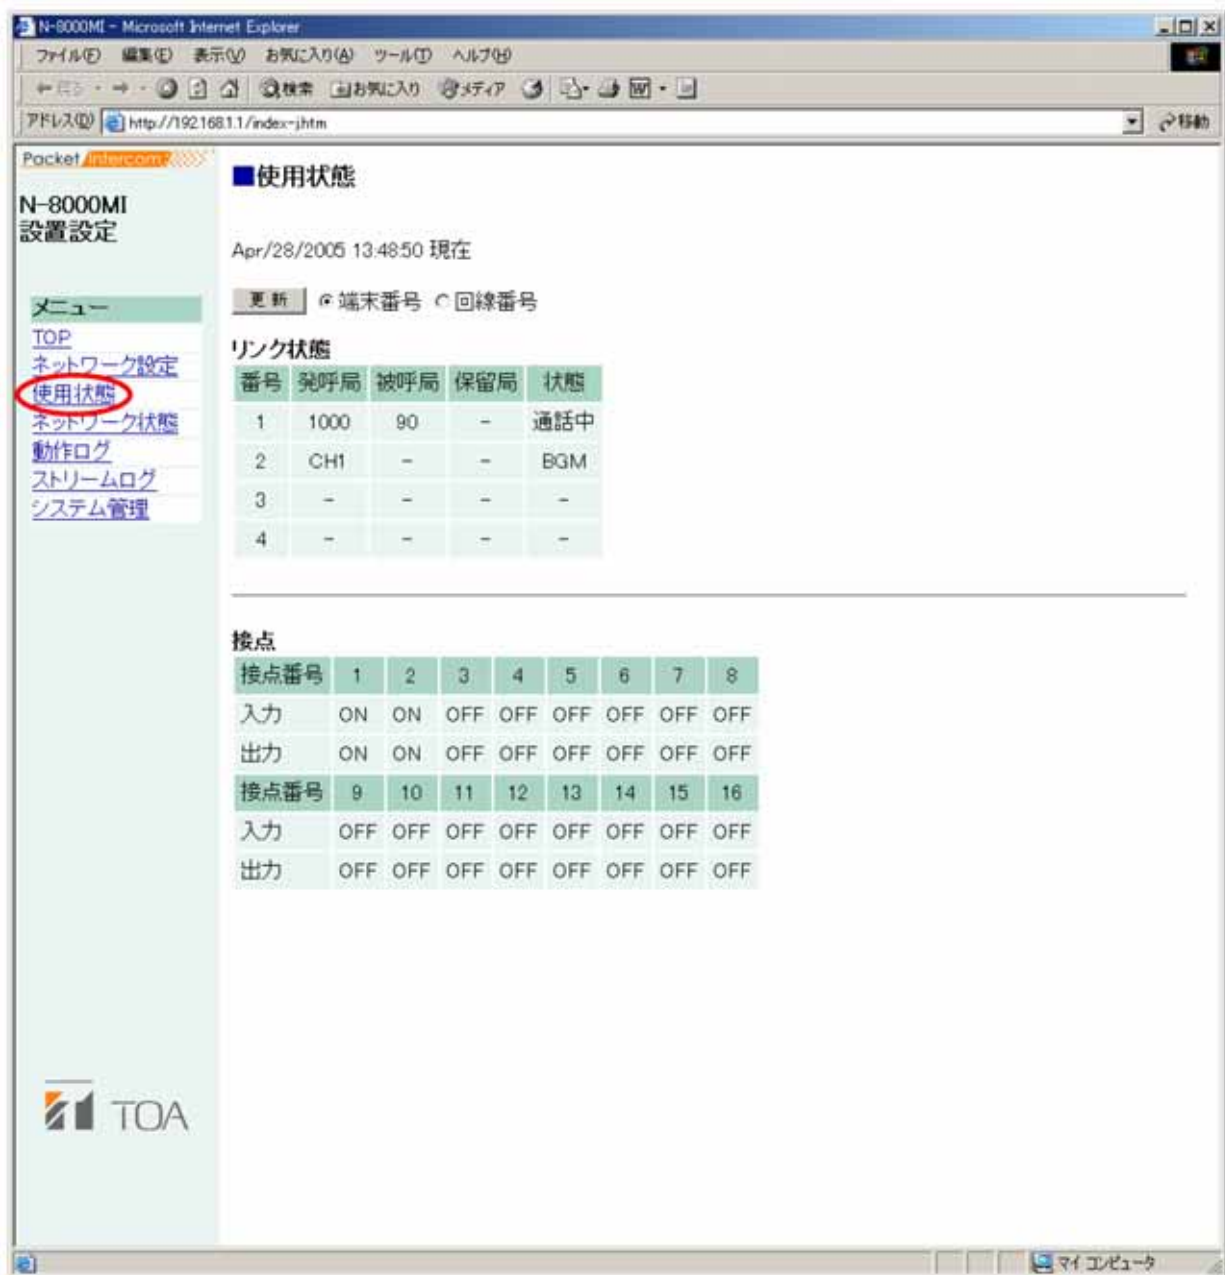 N-8000MI - Microsoft Internet Explorer
ファイル(F) 編集(E) 表示(V) お気に入り(A) ツール(T) ヘルプ(H)
戻る 検索 お気に入り メディア
アドレス(D) http://192.168.1.1/index-j.htm 移動
Packet Intercom
N-8000MI
設置設定
メニュー
TOP
ネットワーク設定
使用状態
ネットワーク状態
動作ログ
ストリームログ
システム管理
TOA
■使用状態
Apr/28/2005 13:48:50 現在
更新 端末番号 回線番号
リンク状態
番号 発呼局 被呼局 保留局 状態
1 1000 90 - 通話中
2 CH1 - - BGM
3 - - - -
4 - - - -
接点
接点番号 1 2 3 4 5 6 7 8
入力 ON ON OFF OFF OFF OFF OFF OFF
出力 ON ON OFF OFF OFF OFF OFF OFF
接点番号 9 10 11 12 13 14 15 16
入力 OFF OFF OFF OFF OFF OFF OFF OFF
出力 OFF OFF OFF OFF OFF OFF OFF OFF
マイ コンピュータ